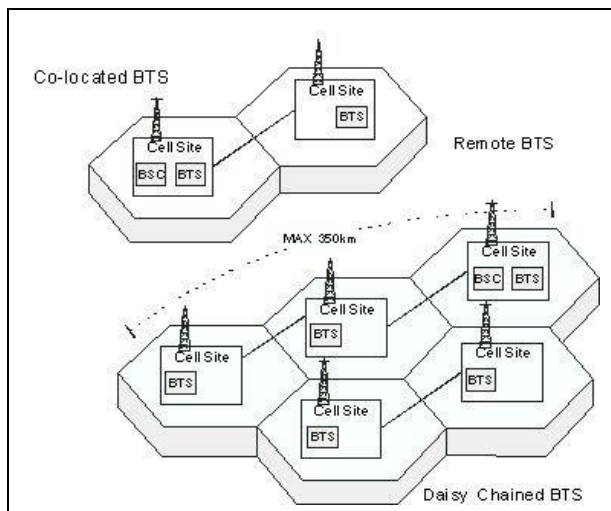 Co-located BTS
Cell Site
BTS
Cell Site
BSC BTS
Remote BTS
MAX 350km
Cell Site
BSC BTS
Cell Site
BTS
Cell Site
BTS
Cell Site
BTS
Cell Site
BTS
Daisy Chained BTS